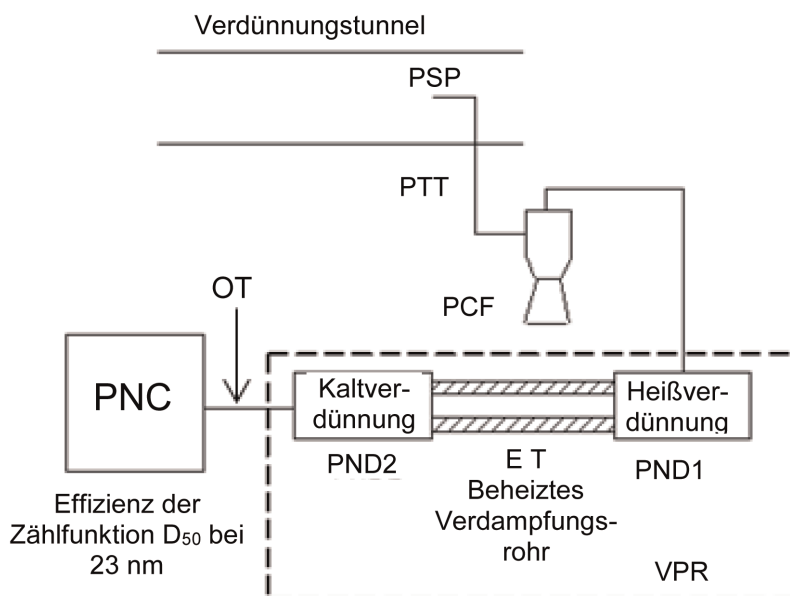 Verdünnungstunnel
PSP
PTT
OT
PCF
PNC
Kaltver-
dünnung
Heißver-
dünnung
PND2
E T
PND1
Beheiztes
Verdampfungs-
rohr
Effizienz der
Zählfunktion D₅₀ bei
23 nm
VPR